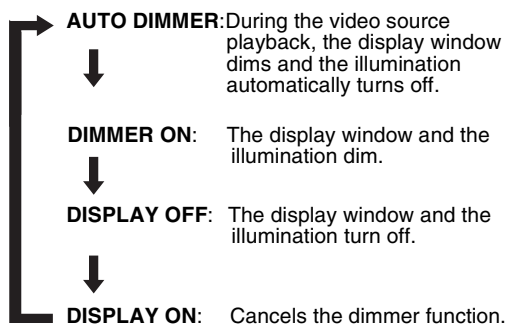 AUTO DIMMER:During the video source
playback, the display window
dims and the illumination
automatically turns off.
DIMMER ON: The display window and the
illumination dim.
DISPLAY OFF: The display window and the
illumination turn off.
DISPLAY ON: Cancels the dimmer function.